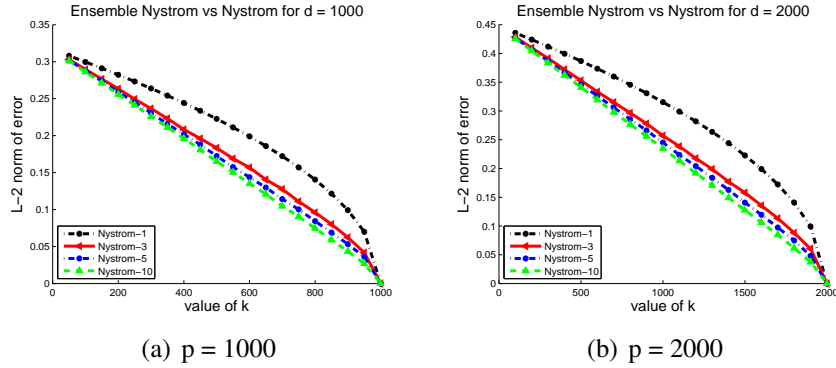 Ensemble Nystrom vs Nystrom for d = 1000
L-2 norm of error
0.35
0.3
0.25
0.2
0.15
0.1
0.05
0
Nystrom-1
Nystrom-3
Nystrom-5
Nystrom-10
0 200 400 600 800 1000
value of k
(a) p = 1000
Ensemble Nystrom vs Nystrom for d = 2000
L-2 norm of error
0.45
0.4
0.35
0.3
0.25
0.2
0.15
0.1
0.05
0
Nystrom-1
Nystrom-3
Nystrom-5
Nystrom-10
0 500 1000 1500 2000
value of k
(b) p = 2000